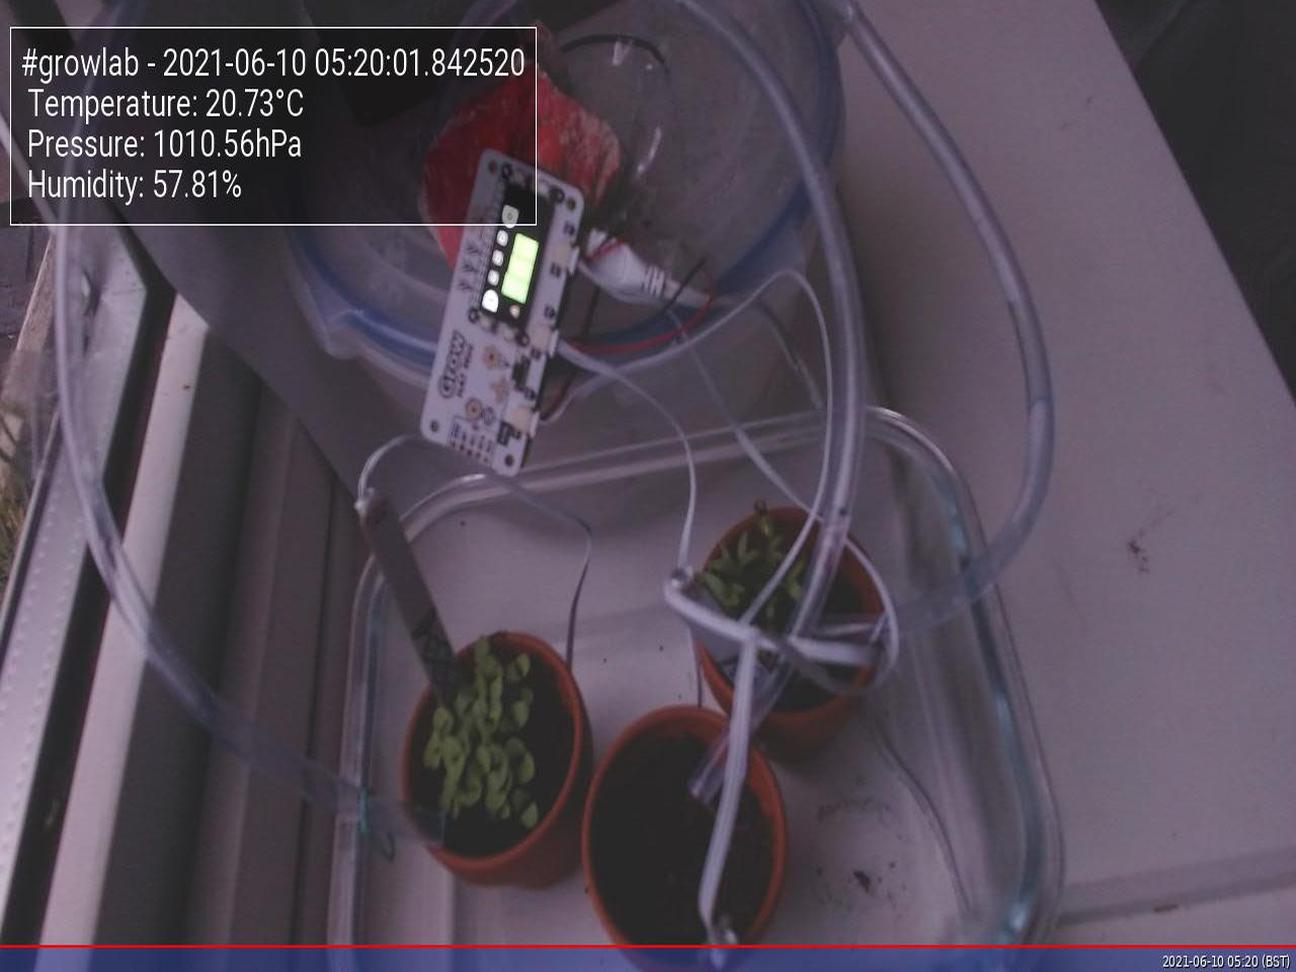 #growlab - 2021-06-10 05:20:01.842520
Temperature: 20.73°C
Pressure: 1010.56hPa
Humidity: 57.81%
Grow
2021-06-10 05:20 (BST)